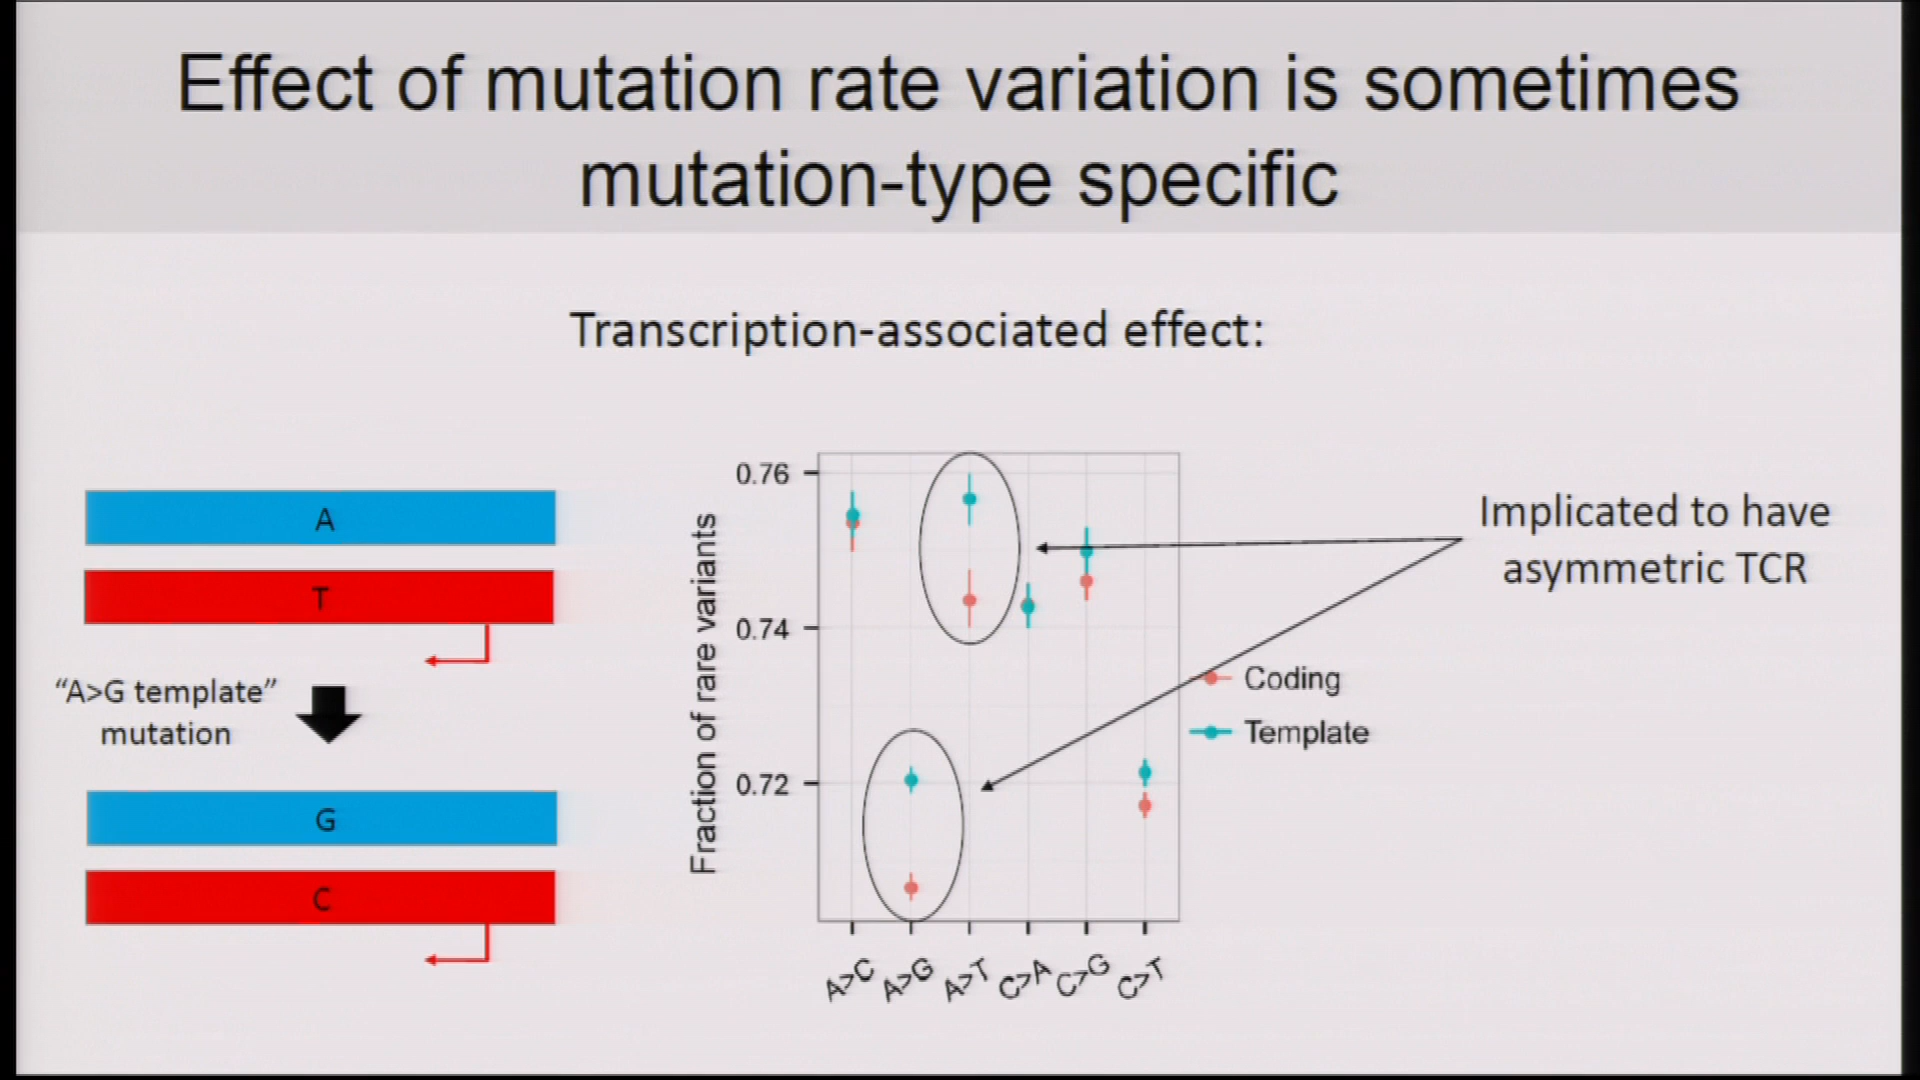 Effect of mutation rate variation is sometimes
mutation-type specific
Transcription-associated effect:
A
T
“A>G template”
mutation
G
C
Fraction of rare variants
0.76
0.74
0.72
A>C
A>G
A>T
C>A
C>G
C>T
Coding
Template
Implicated to have
asymmetric TCR